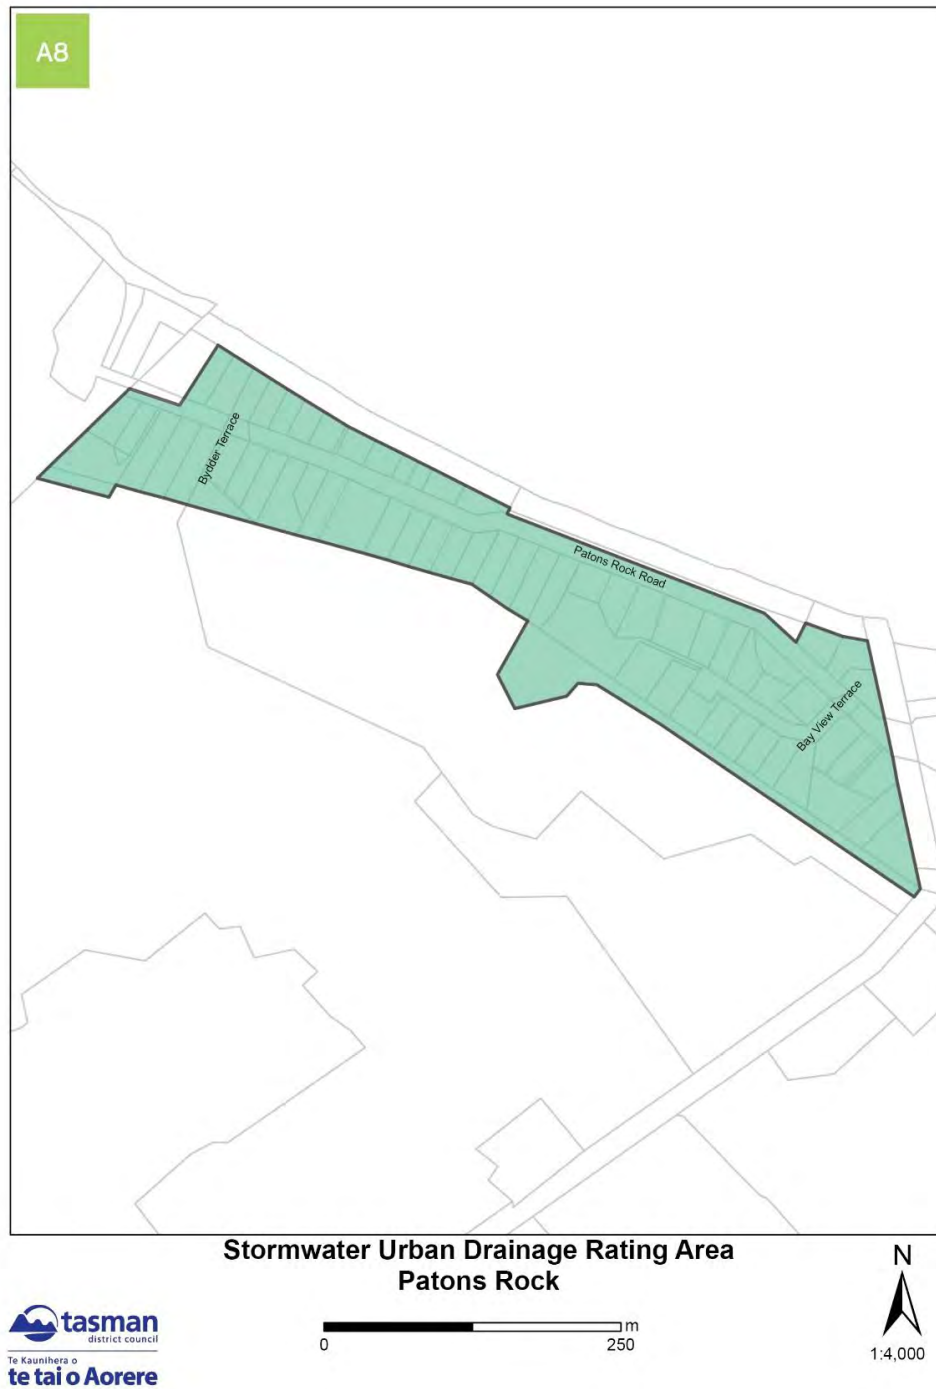 A8
Bydder Terrace
Patons Rock Road
Bay View Terrace
Stormwater Urban Drainage Rating Area
Patons Rock
N
tasman
district council
Te Kaunihera o
te tai o Aorere
m
0
250
1:4,000